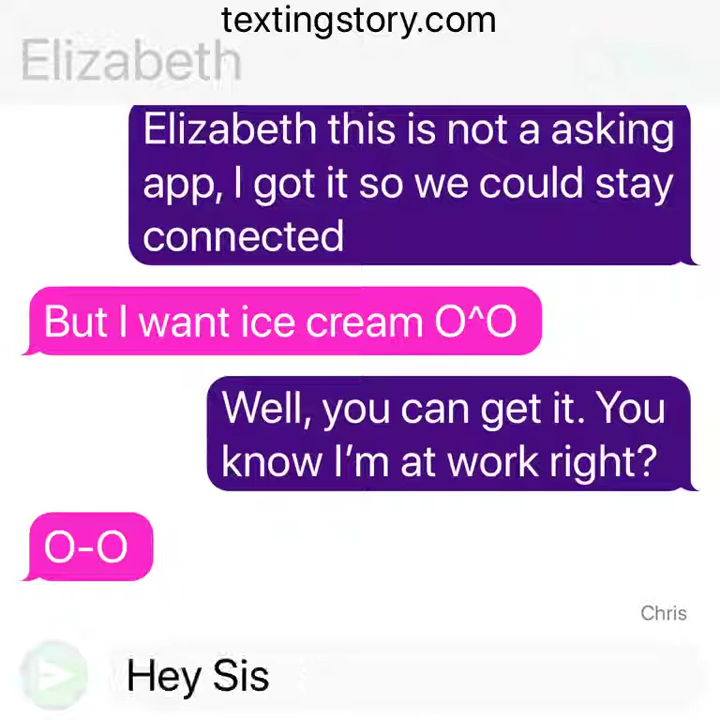 textingstory.com
Elizabeth
Elizabeth this is not a asking
app, I got it so we could stay
connected
But I want ice cream O^O
Well, you can get it. You
know I’m at work right?
O-O
Chris
Hey Sis